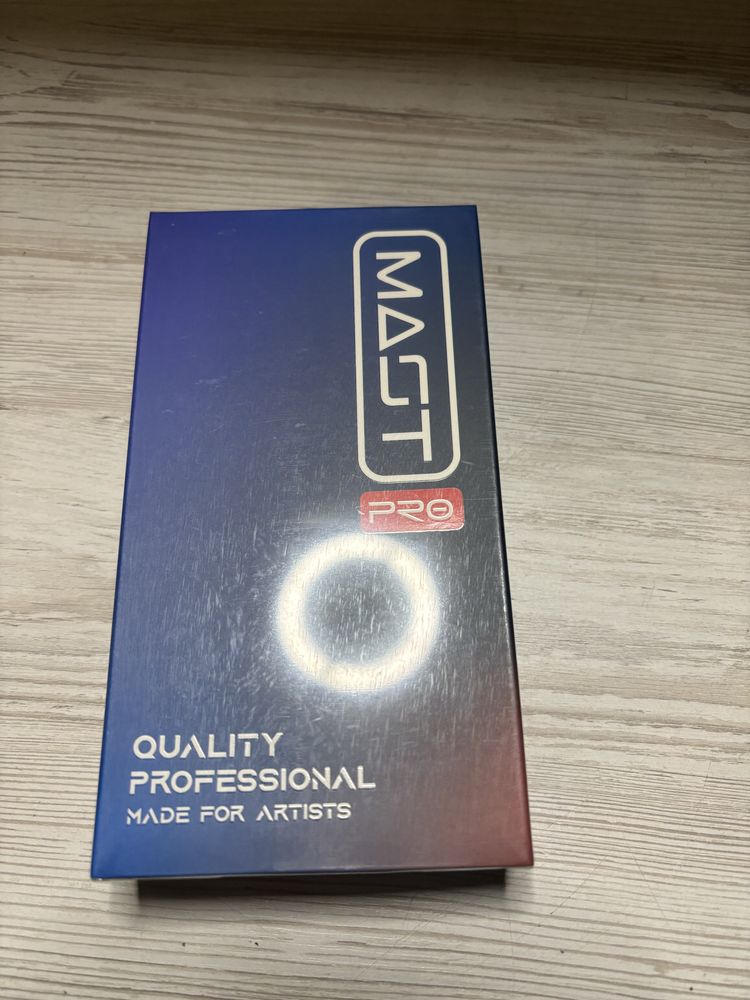 MAST
PRO
QUALITY
PROFESSIONAL
MADE FOR ARTISTS